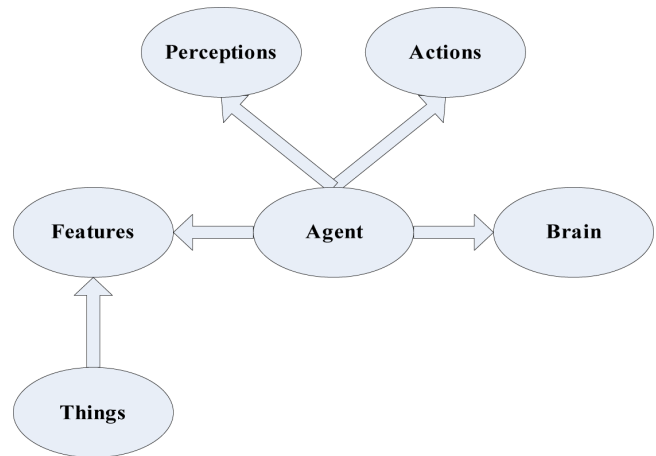 Perceptions
Actions
Features
Agent
Brain
Things